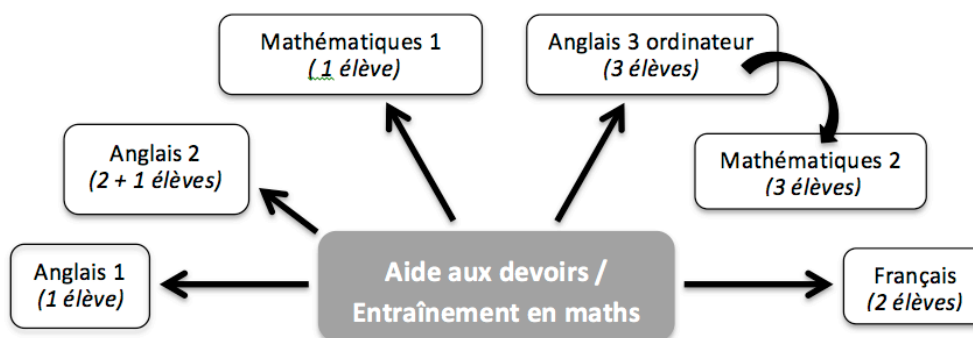 Mathématiques 1
( 1 élève)
Anglais 3 ordinateur
(3 élèves)
Anglais 2
(2 + 1 élèves)
Mathématiques 2
(3 élèves)
Anglais 1
(1 élève)
Aide aux devoirs /
Entraînement en maths
Français
(2 élèves)